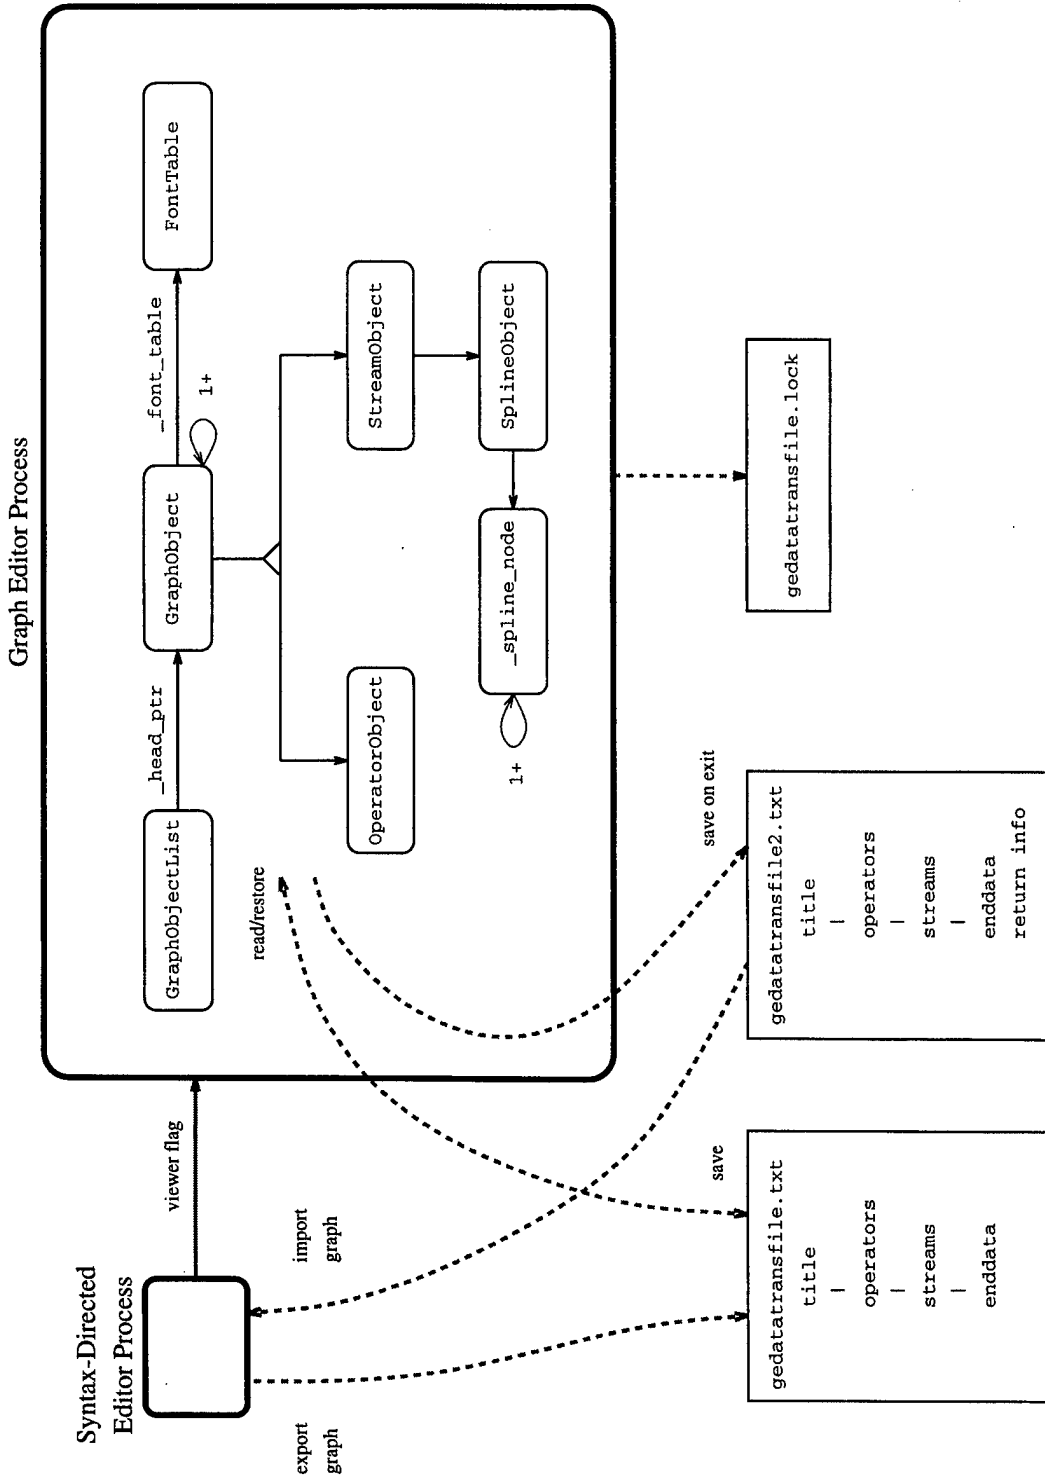 Graph Editor Process
Syntax-Directed
Editor Process
viewer flag
GraphObjectList
_head_ptr
GraphObject
_font_table
FontTable
1+
export
graph
import
graph
read/restore
OperatorObject
StreamObject
1+
_spline_node
SplineObject
save
save on exit
gedatatransfile.txt
title
|
operators
|
streams
|
enddata
gedatatransfile2.txt
title
|
operators
|
streams
|
enddata
return info
gedatatransfile.lock